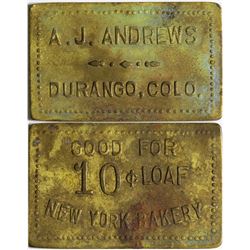 A. J. ANDREWS
DURANGO, COLO.
GOOD FOR
10¢ LOAF
NEW YORK BAKERY